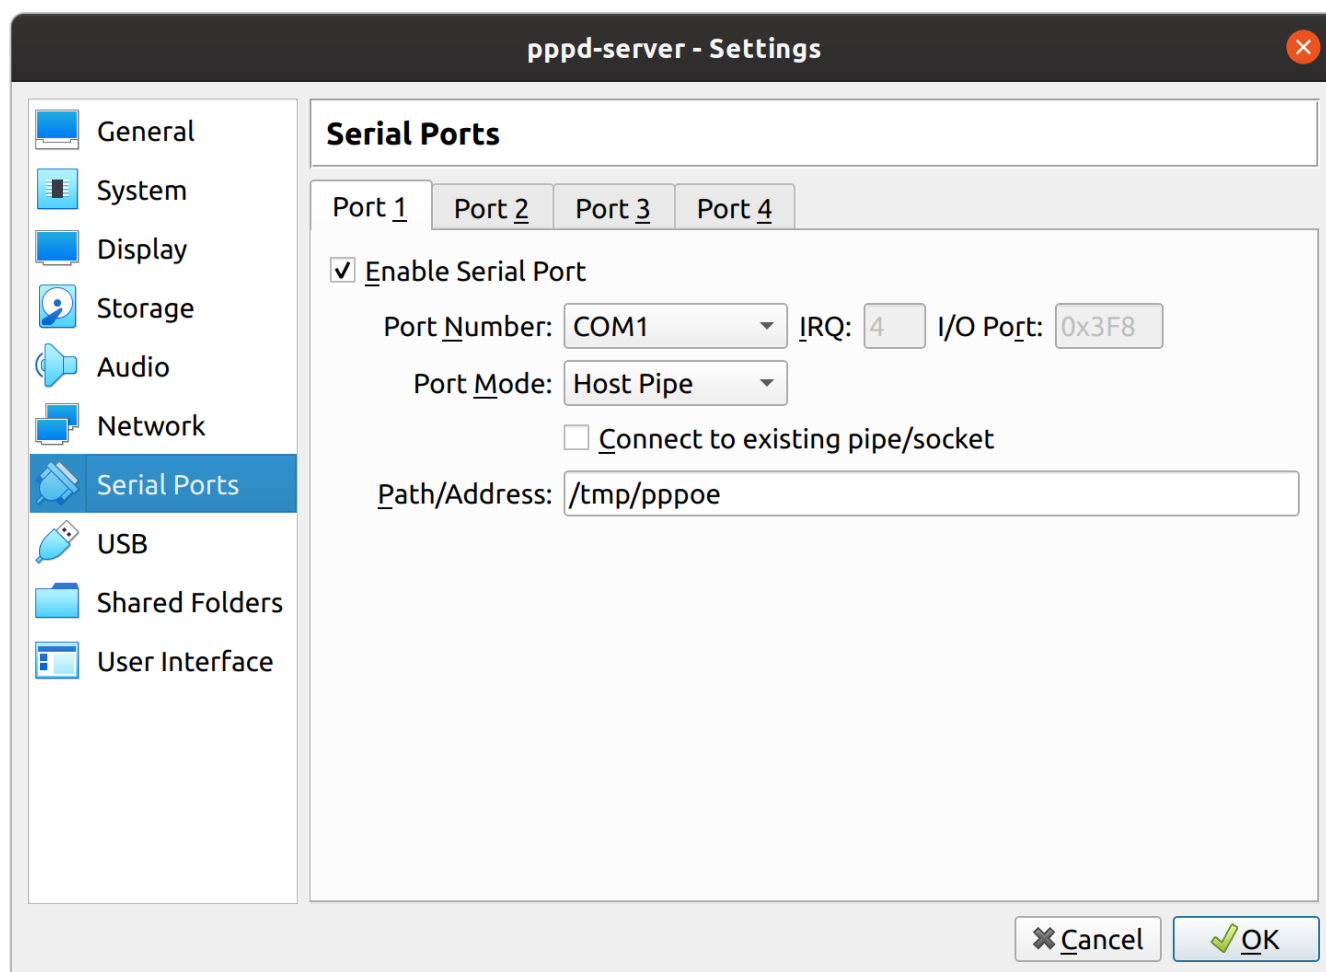 pppd-server - Settings
General
System
Display
Storage
Audio
Network
Serial Ports
USB
Shared Folders
User Interface
Serial Ports
Port 1 Port 2 Port 3 Port 4
Enable Serial Port
Port Number: COM1 IRQ: 4 I/O Port: 0x3F8
Port Mode: Host Pipe
Connect to existing pipe/socket
Path/Address: /tmp/pppoe
Cancel OK